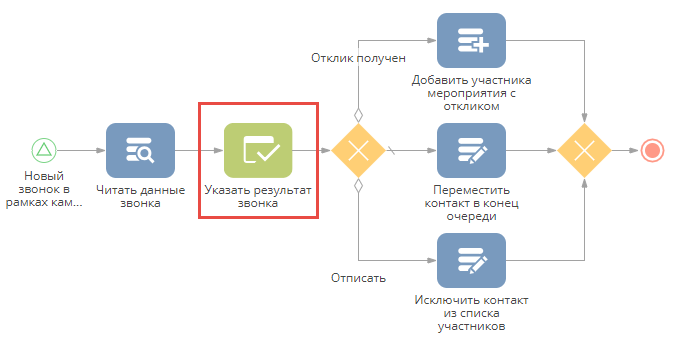 Отклик получен
Добавить участника
мероприятия с
откликом
Новый
звонок в
рамках кам...
Читать данные
звонка
Указать результат
звонка
Переместить
контакт в конец
очереди
Отписать
Исключить контакт
из списка
участников